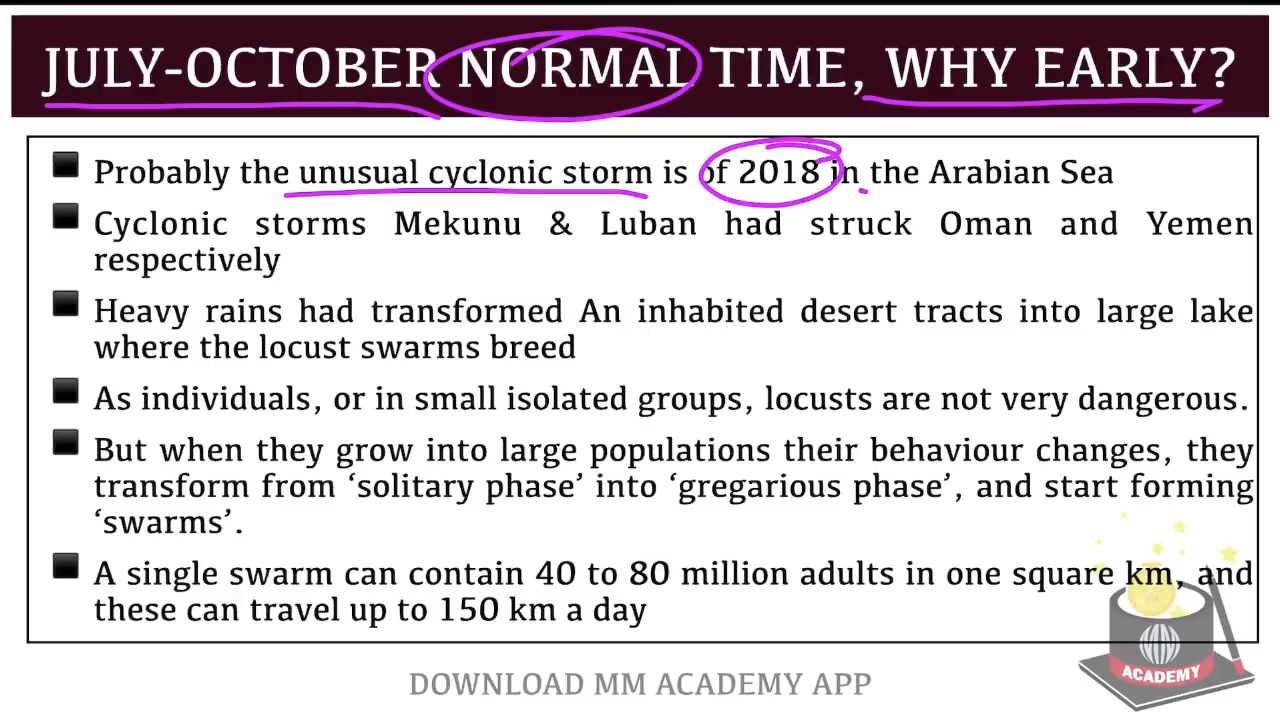 JULY-OCTOBER NORMAL TIME, WHY EARLY?
Probably the unusual cyclonic storm is of 2018 in the Arabian Sea
Cyclonic storms Mekunu & Luban had struck Oman and Yemen
respectively
Heavy rains had transformed An inhabited desert tracts into large lake
where the locust swarms breed
As individuals, or in small isolated groups, locusts are not very dangerous.
But when they grow into large populations their behaviour changes, they
transform from ‘solitary phase’ into ‘gregarious phase’, and start forming
‘swarms’.
A single swarm can contain 40 to 80 million adults in one square km, and
these can travel up to 150 km a day
ACADEMY
DOWNLOAD MM ACADEMY APP